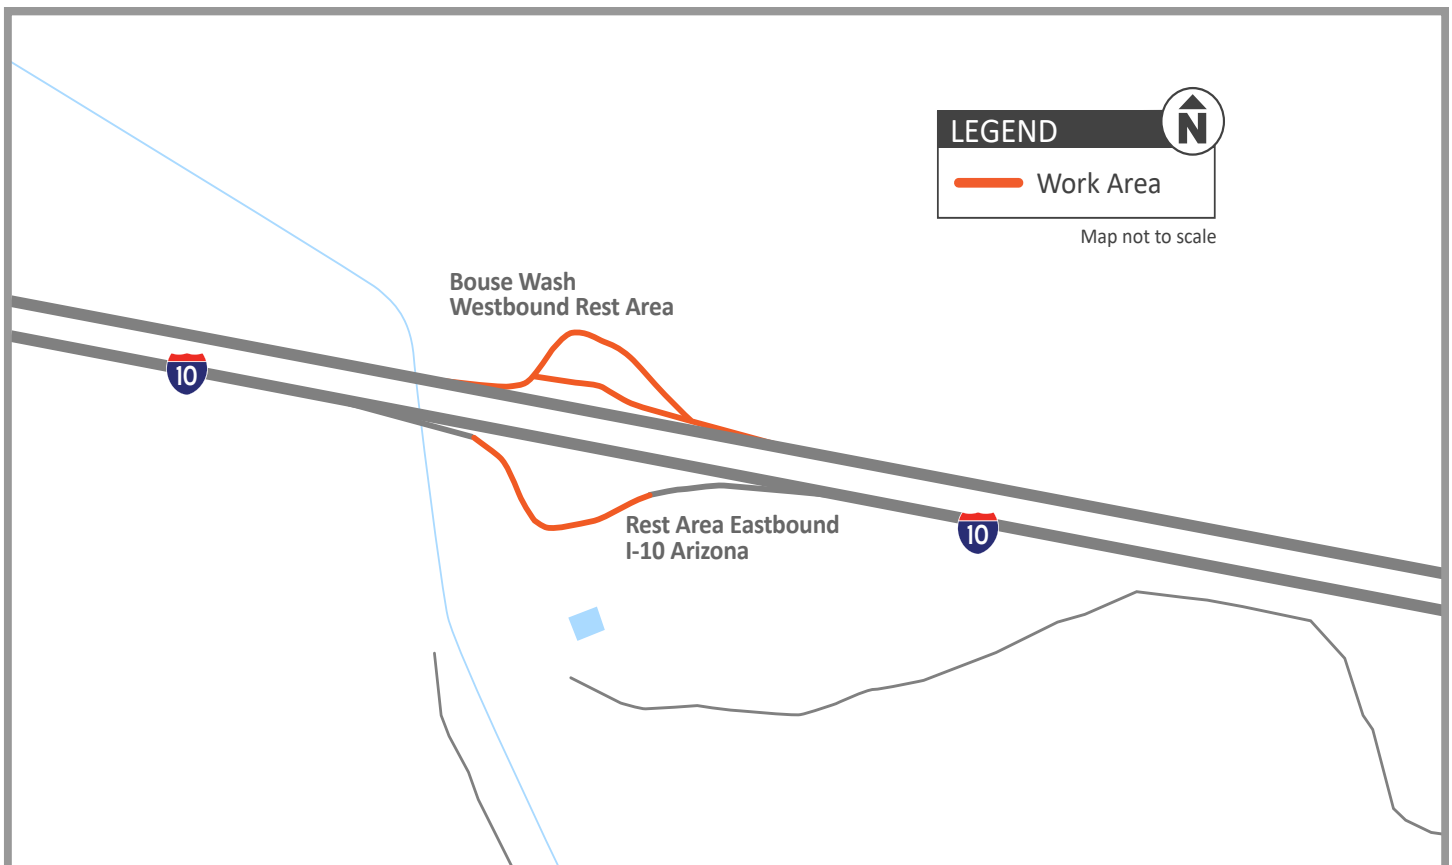 LEGEND
N
Work Area
Map not to scale
Bouse Wash
Westbound Rest Area
10
10
Rest Area Eastbound
I-10 Arizona